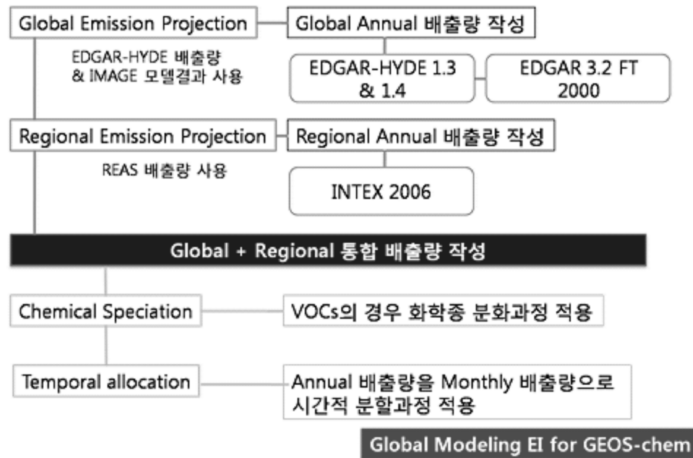 Global Emission Projection
Global Annual 배출량 작성
EDGAR-HYDE 배출량
& IMAGE 모델결과 사용
EDGAR-HYDE 1.3
& 1.4
EDGAR 3.2 FT
2000
Regional Emission Projection
Regional Annual 배출량 작성
REAS 배출량 사용
INTEX 2006
Global + Regional 통합 배출량 작성
Chemical Speciation
VOCs의 경우 화학종 분화과정 적용
Temporal allocation
Annual 배출량을 Monthly 배출량으로
시간적 분할과정 적용
Global Modeling EI for GEOS-chem